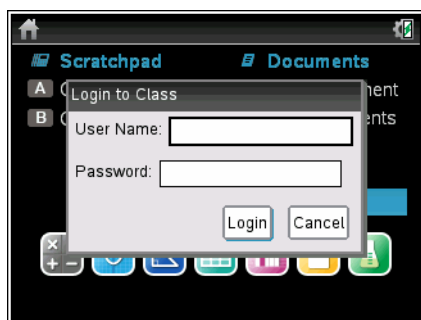 Scratchpad Documents
A
Login to Class
B
User Name:
Password:
Login Cancel